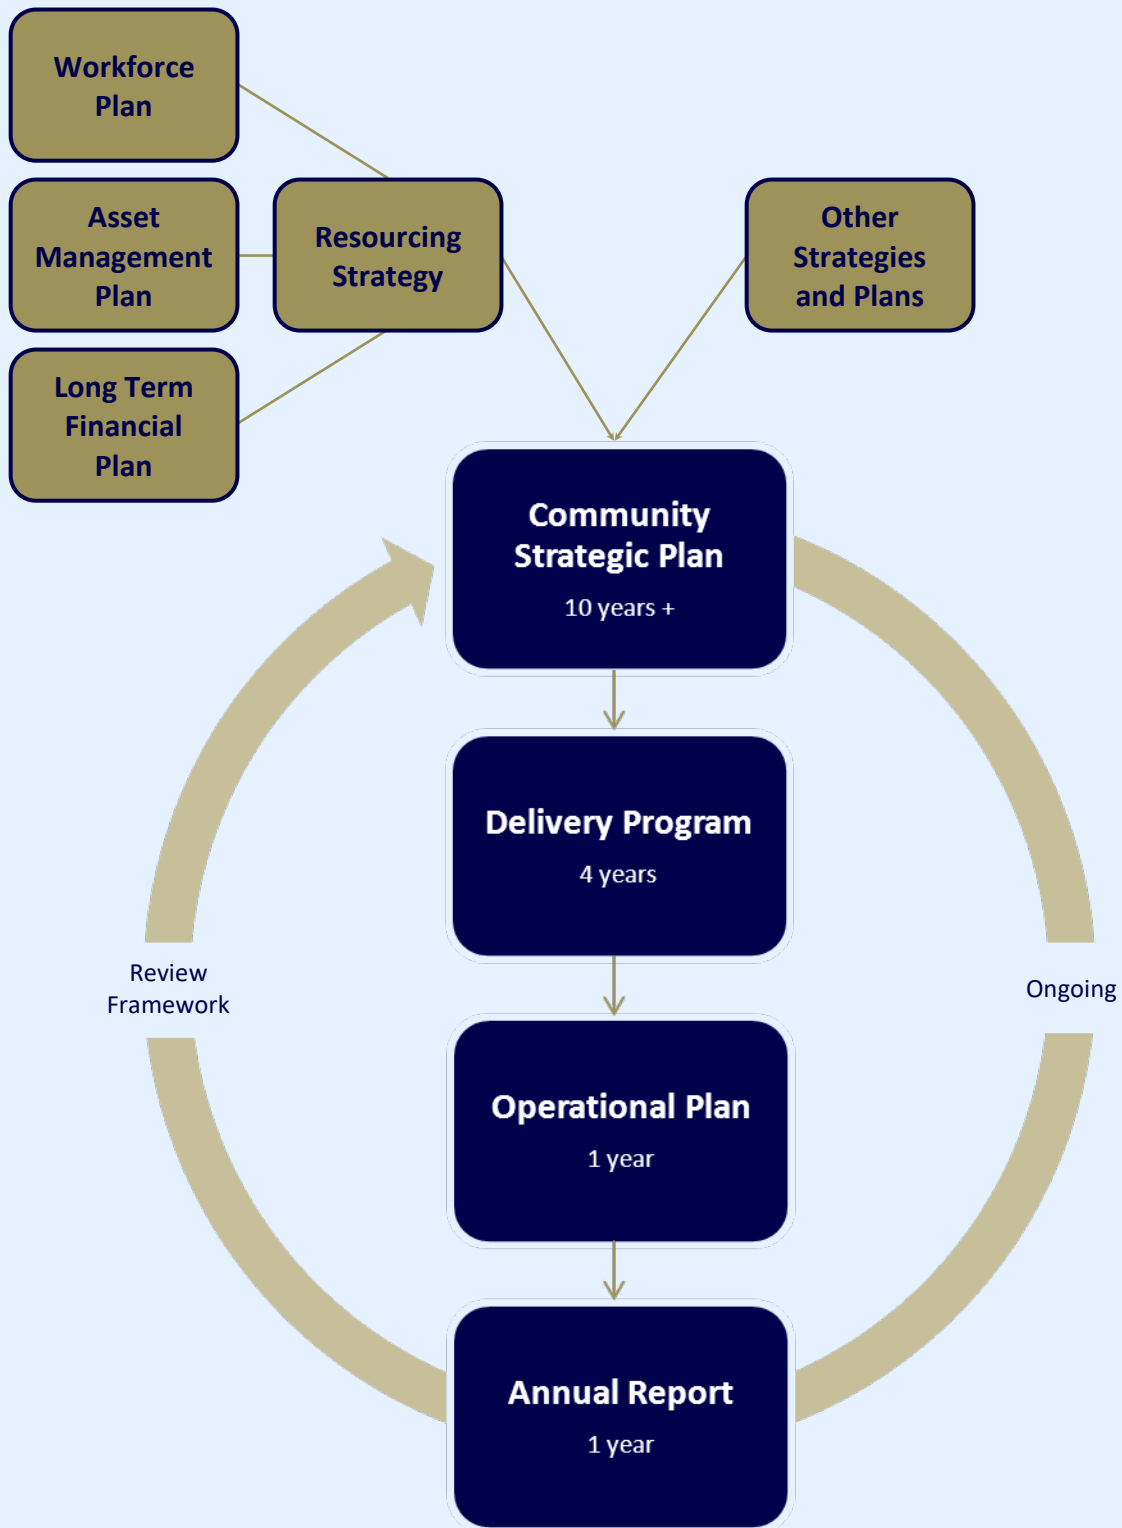 Workforce
Plan
Asset
Management
Plan
Long Term
Financial
Plan
Resourcing
Strategy
Other
Strategies
and Plans
Community
Strategic Plan
10 years +
Delivery Program
4 years
Review
Framework
Ongoing
Operational Plan
1 year
Annual Report
1 year